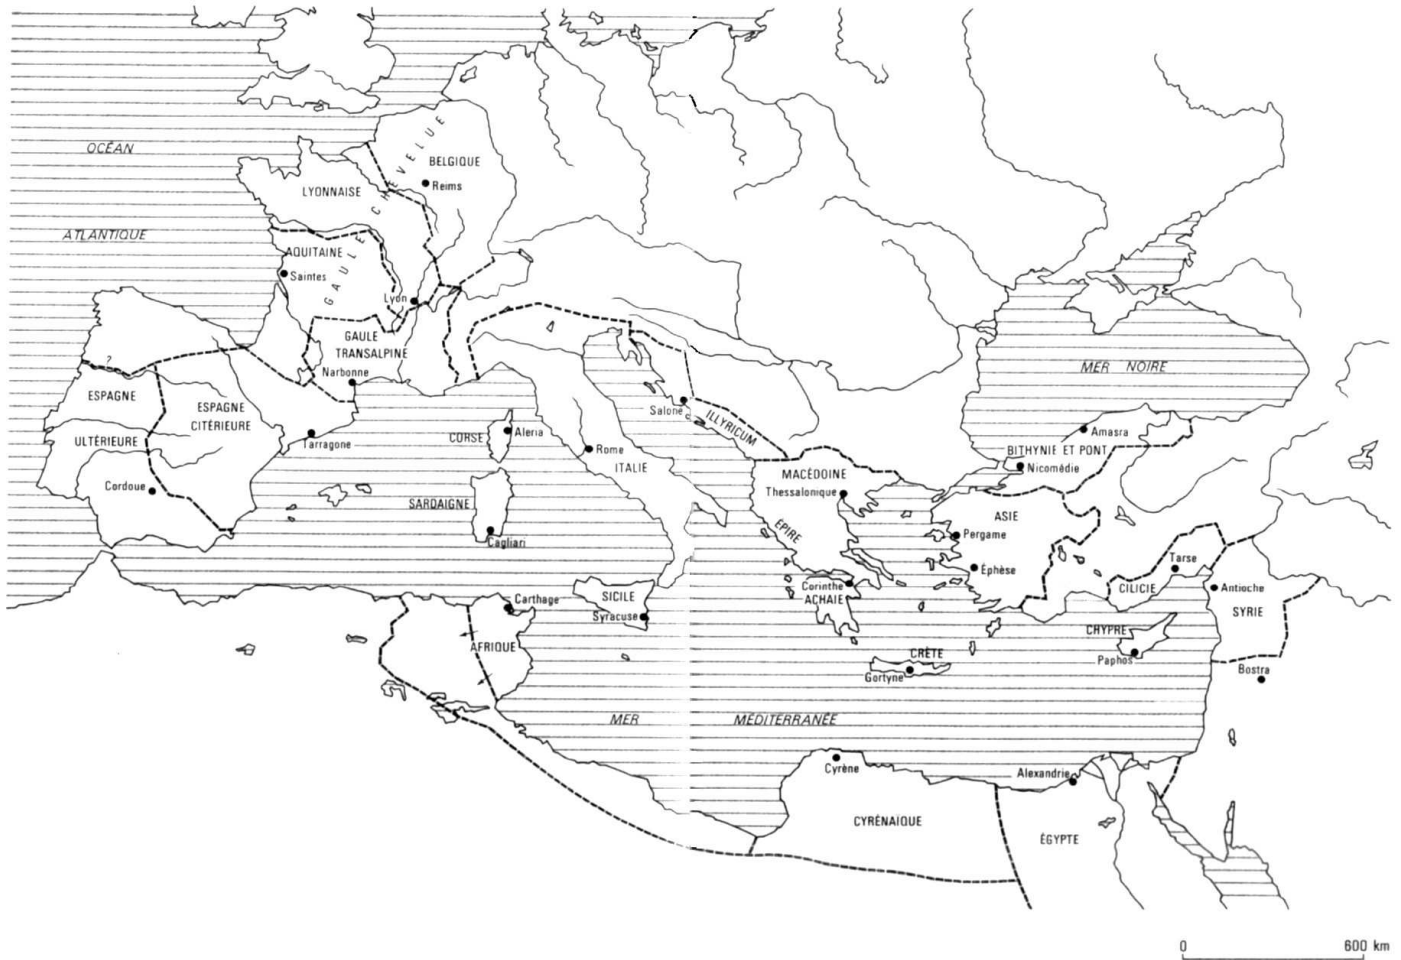 OCÉAN
ATLANTIQUE
GAULE CHEVELUE
BELGIQUE
Reims
LYONNAISE
AQUITAINE
Saintes
Lyon
GAULE
TRANSALPINE
Narbonne
?
ESPAGNE
ULTÉRIEURE
Cordoue
ESPAGNE
CITÉRIEURE
Tarragone
CORSE
Aleria
SARDAIGNE
Cagliari
Rome
ITALIE
Salone
ILLYRICUM
MACÉDOINE
Thessalonique
ÉPIRE
Corinthe
ACHAIE
SICILE
Syracuse
Carthage
AFRIQUE
MER NOIRE
Amasra
BITHYNIE ET PONT
Nicomédie
ASIE
Pergame
Éphèse
Tarse
CILICIE
Antioche
SYRIE
CHYPRE
Paphos
Bostra
CRÈTE
Gortyne
MER MÉDITERRANÉE
Cyrène
CYRÉNAÏQUE
Alexandrie
ÉGYPTE
0 600 km